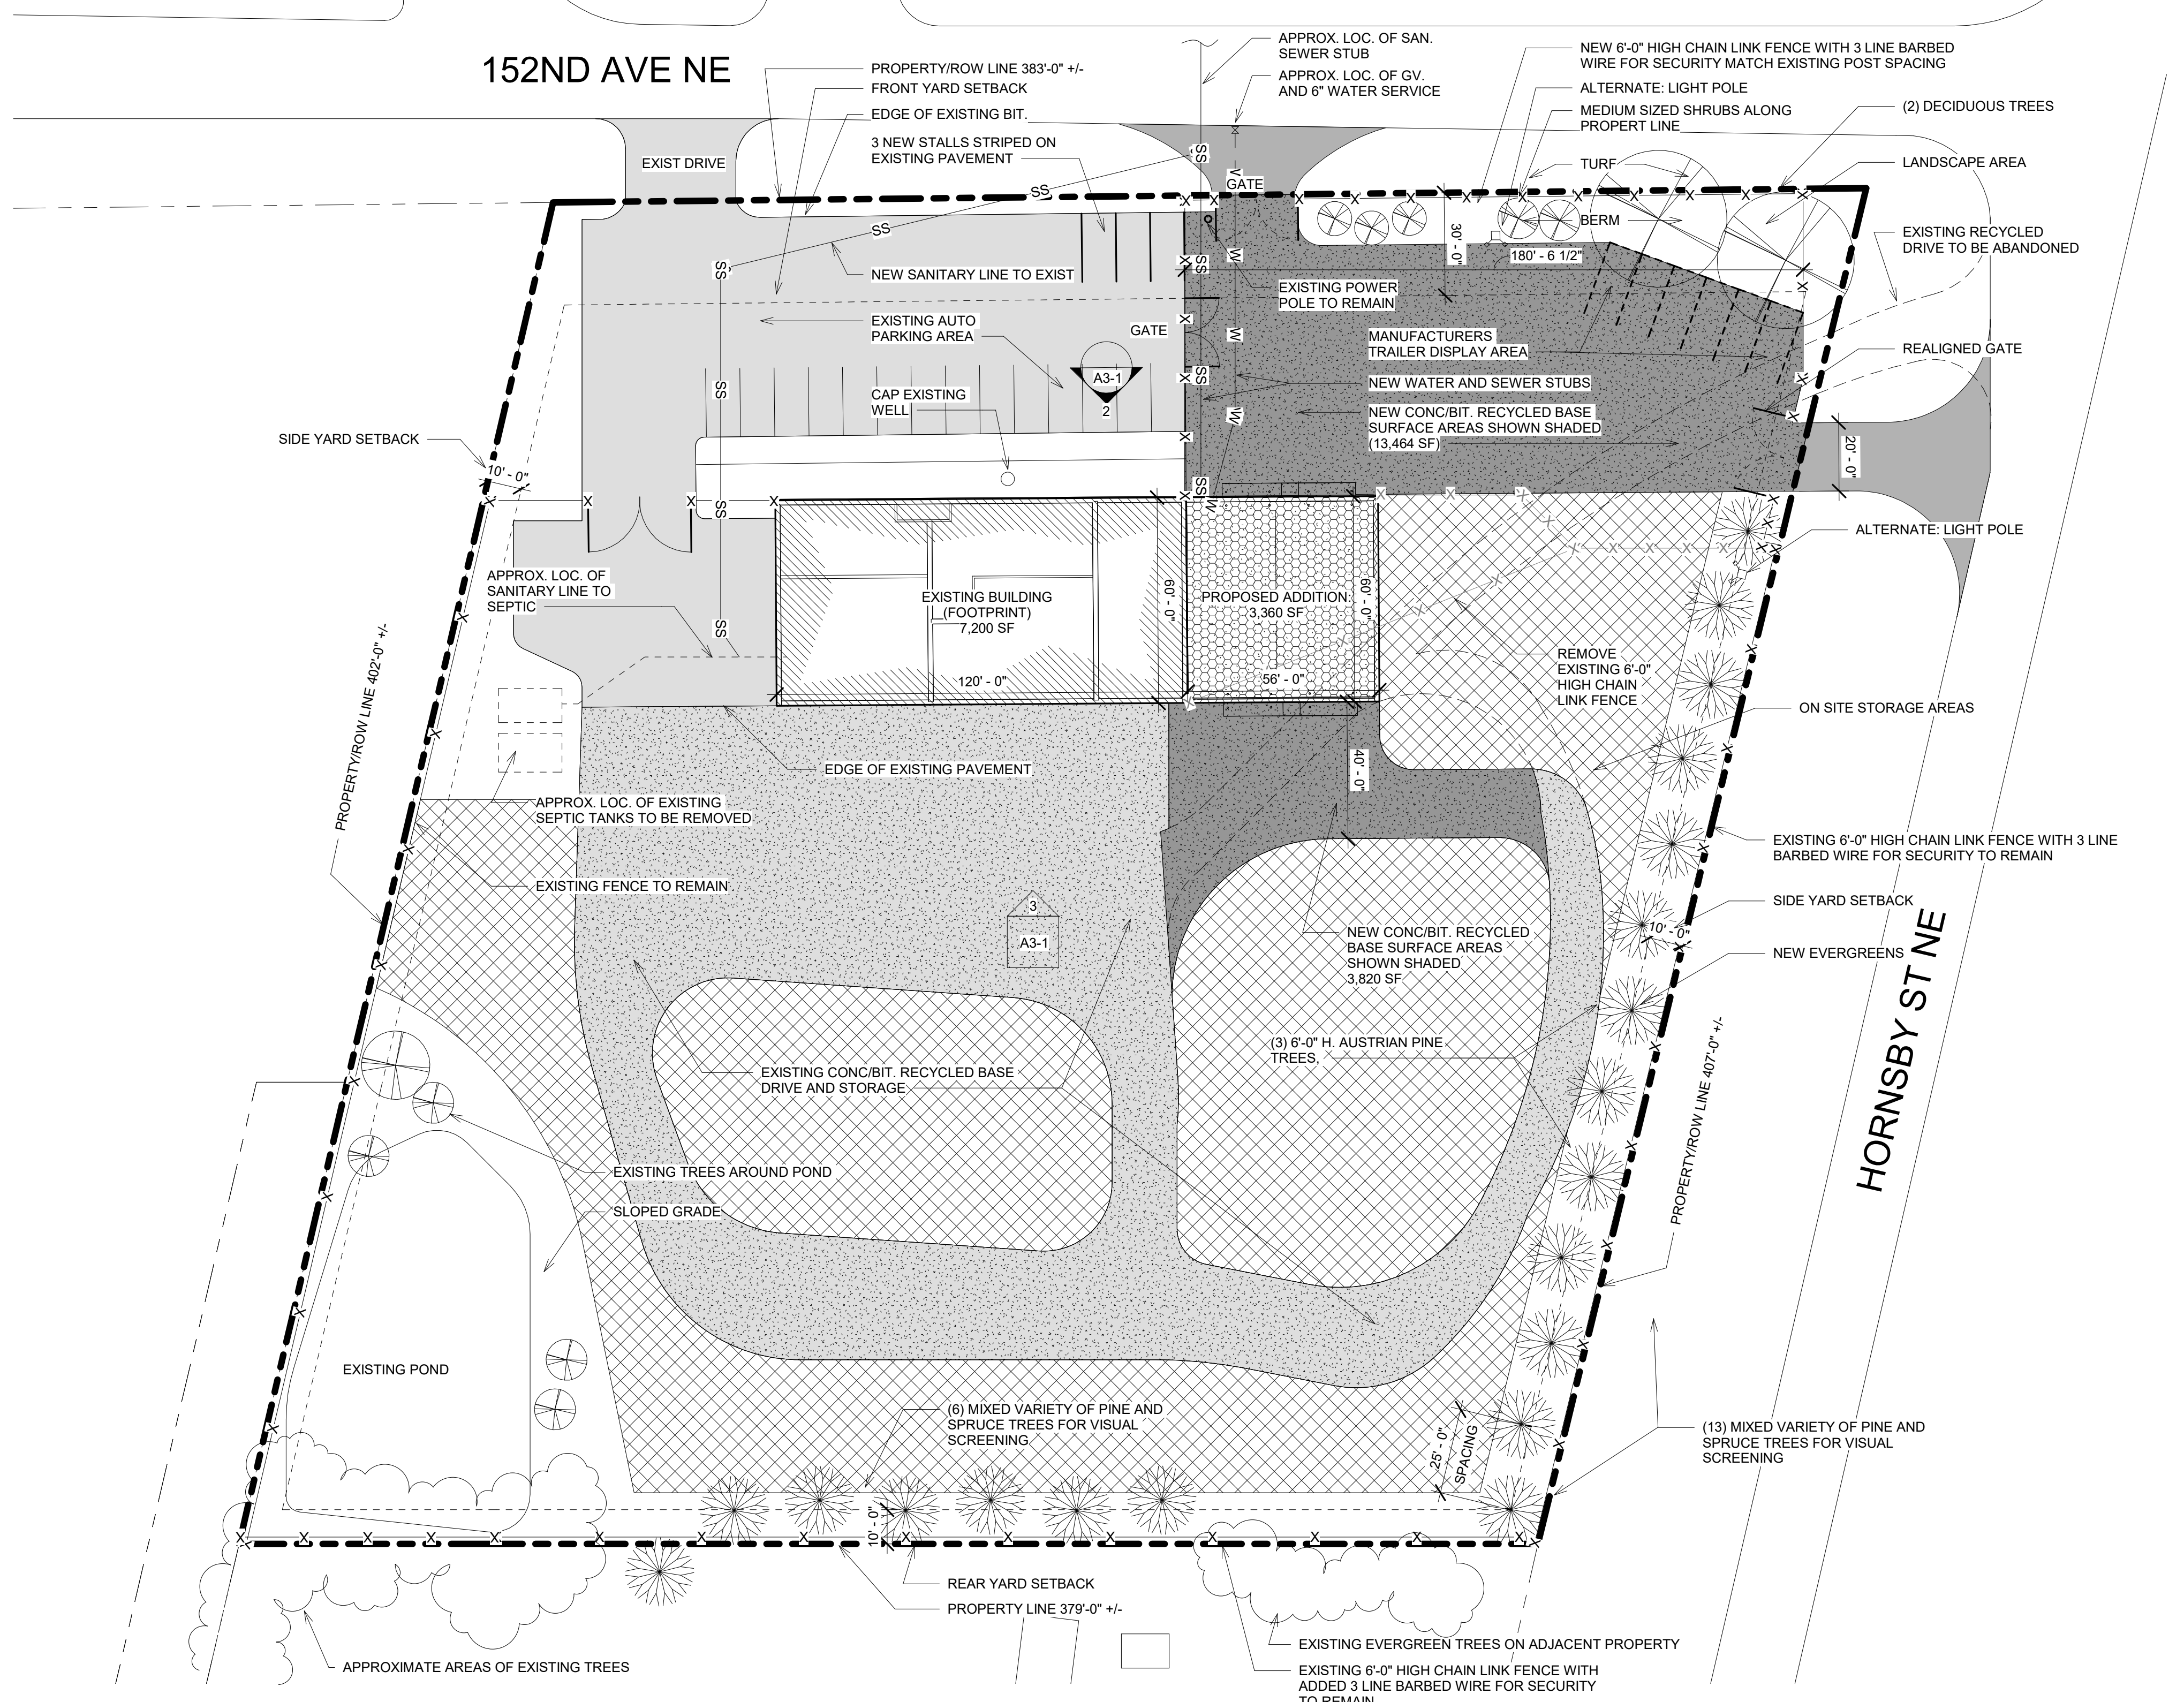 152ND AVE NE
PROPERTY/ROW LINE 383'-0" +/-
FRONT YARD SETBACK
EDGE OF EXISTING BIT.
3 NEW STALLS STRIPED ON
EXISTING PAVEMENT
APPROX. LOC. OF SAN.
SEWER STUB
APPROX. LOC. OF GV.
AND 6" WATER SERVICE
NEW 6'-0" HIGH CHAIN LINK FENCE WITH 3 LINE BARBED
WIRE FOR SECURITY MATCH EXISTING POST SPACING
ALTERNATE: LIGHT POLE
MEDIUM SIZED SHRUBS ALONG
PROPERT LINE
(2) DECIDUOUS TREES
TURF
LANDSCAPE AREA
EXIST DRIVE
GATE
BERM
30' - 0"
180' - 6 1/2"
EXISTING RECYCLED
DRIVE TO BE ABANDONED
NEW SANITARY LINE TO EXIST
EXISTING POWER
POLE TO REMAIN
EXISTING AUTO
PARKING AREA
GATE
MANUFACTURERS
TRAILER DISPLAY AREA
REALIGNED GATE
A3-1
2
NEW WATER AND SEWER STUBS
CAP EXISTING
WELL
NEW CONC/BIT. RECYCLED BASE
SURFACE AREAS SHOWN SHADED
(13,464 SF)
20' - 0"
SIDE YARD SETBACK
10' - 0"
SS
SS
SS
SS
SS
SS
SS
SS
SS
SS
W
W
W
W
W
ALTERNATE: LIGHT POLE
APPROX. LOC. OF
SANITARY LINE TO
SEPTIC
EXISTING BUILDING
(FOOTPRINT)
7,200 SF
60' - 0"
PROPOSED ADDITION:
3,360 SF
60' - 0"
120' - 0"
56' - 0"
REMOVE
EXISTING 6'-0"
HIGH CHAIN
LINK FENCE
ON SITE STORAGE AREAS
PROPERTY/ROW LINE 402'-0" +/-
EDGE OF EXISTING PAVEMENT
40' - 0"
APPROX. LOC. OF EXISTING
SEPTIC TANKS TO BE REMOVED
EXISTING 6'-0" HIGH CHAIN LINK FENCE WITH 3 LINE
BARBED WIRE FOR SECURITY TO REMAIN
EXISTING FENCE TO REMAIN
3
A3-1
SIDE YARD SETBACK
10' - 0"
NEW CONC/BIT. RECYCLED
BASE SURFACE AREAS
SHOWN SHADED
3,820 SF
NEW EVERGREENS
HORNSBY ST NE
(3) 6'-0" H. AUSTRIAN PINE
TREES,
EXISTING CONC/BIT. RECYCLED BASE
DRIVE AND STORAGE
PROPERTY/ROW LINE 407'-0" +/-
EXISTING TREES AROUND POND
SLOPED GRADE
EXISTING POND
(6) MIXED VARIETY OF PINE AND
SPRUCE TREES FOR VISUAL
SCREENING
25' - 0"
SPACING
(13) MIXED VARIETY OF PINE AND
SPRUCE TREES FOR VISUAL
SCREENING
10' - 0"
REAR YARD SETBACK
PROPERTY LINE 379'-0" +/-
EXISTING EVERGREEN TREES ON ADJACENT PROPERTY
APPROXIMATE AREAS OF EXISTING TREES
EXISTING 6'-0" HIGH CHAIN LINK FENCE WITH
ADDED 3 LINE BARBED WIRE FOR SECURITY
TO REMAIN